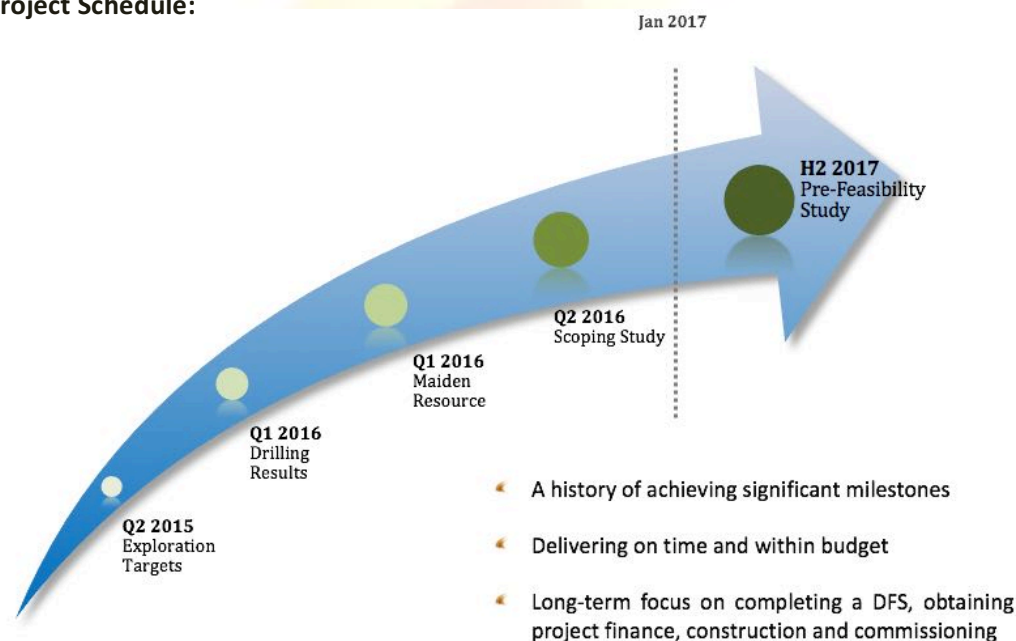 roject Schedule:
Jan 2017
H2 2017
Pre-Feasibility
Study
Q2 2016
Scoping Study
Q1 2016
Maiden
Resource
Q1 2016
Drilling
Results
Q2 2015
Exploration
Targets
A history of achieving significant milestones
Delivering on time and within budget
Long-term focus on completing a DFS, obtaining
project finance, construction and commissioning